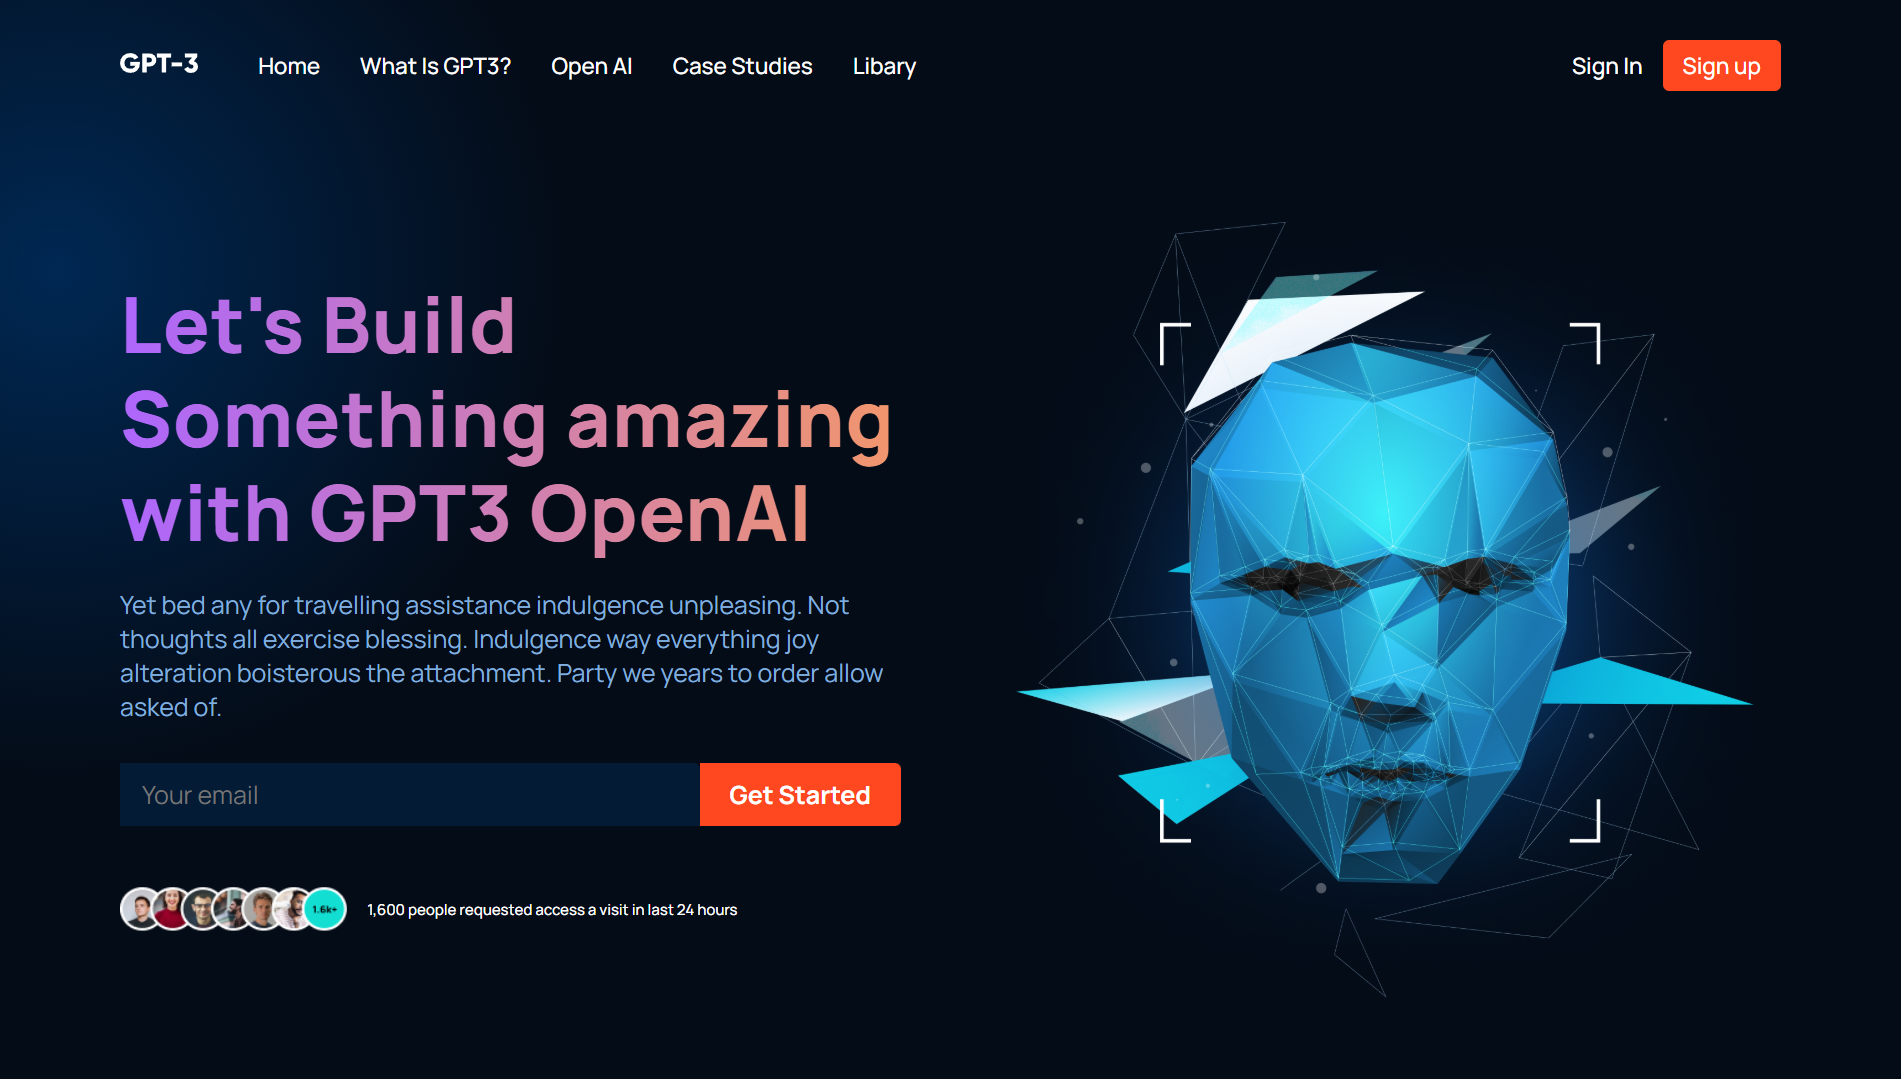 GPT-3 Home What Is GPT3? Open AI Case Studies Libary Sign In Sign up
Let's Build
Something amazing
with GPT3 OpenAI
Yet bed any for travelling assistance indulgence unpleasing. Not
thoughts all exercise blessing. Indulgence way everything joy
alteration boisterous the attachment. Party we years to order allow
asked of.
Your email Get Started
1.6k+ 1,600 people requested access a visit in last 24 hours